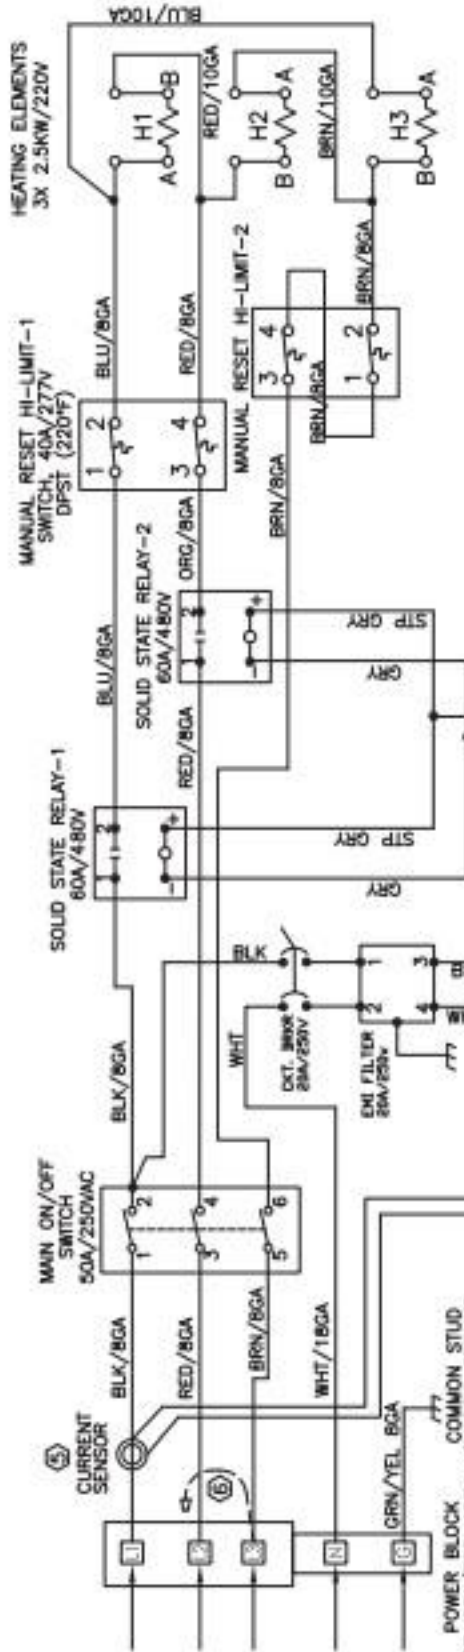 HEATING ELEMENTS
3X 2.5KW/220V
BLU/10GA
B
H1
A
RED/10GA
A
H2
B
BRN/10GA
A
H3
B
BLU/8GA
RED/8GA
MANUAL RESET HI-LIMIT-2
4
3
BRN/8GA
2
1
BRN/8GA
MANUAL RESET HI-LIMIT-1
SWITCH, 40A/277V
DPST (220°F)
1
2
3
4
BLU/8GA
ORG/8GA
BRN/8GA
SOLID STATE RELAY-2
60A/480V
1
2
-
+
STP GRY
GRY
RED/8GA
SOLID STATE RELAY-1
60A/480V
1
2
-
+
STP GRY
GRY
BLK
WHT
CKT. BRKR
20A/250V
EMI FILTER
20A/250V
1
2
3
4
BLK/8GA
MAIN ON/OFF
SWITCH
50A/250VAC
1
2
3
4
5
6
BLK/8GA
RED/8GA
BRN/8GA
WHT/18GA
GRN/YEL 8GA
5
CURRENT
SENSOR
6
L1
L2
L3
N
G
POWER BLOCK
COMMON STUD